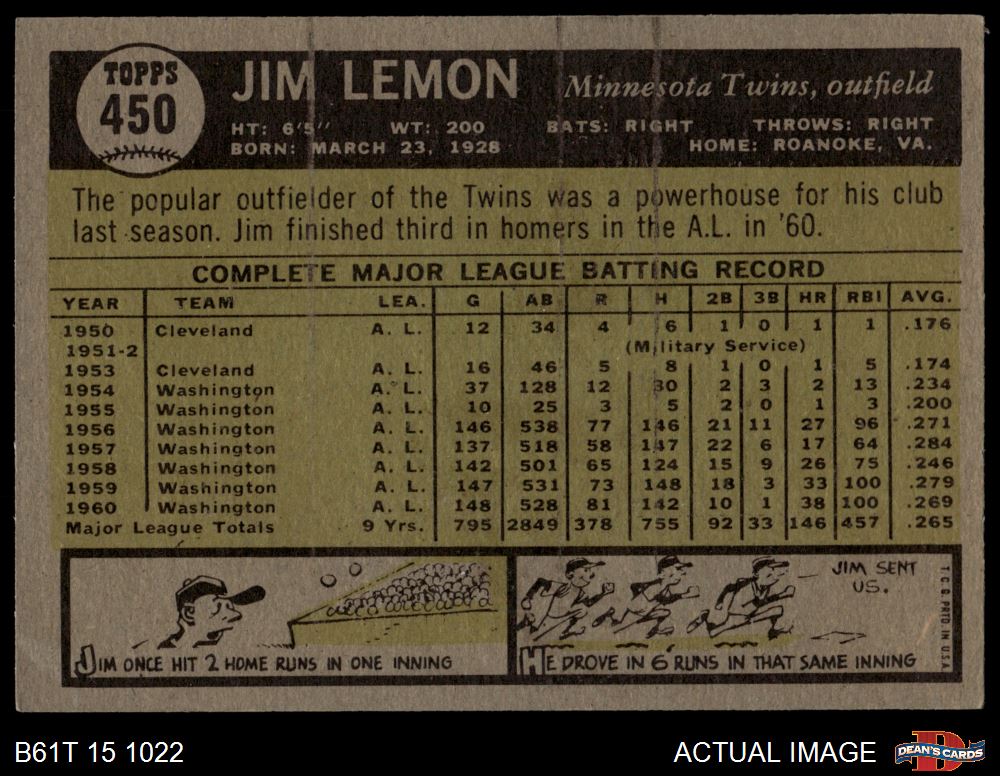 TOPPS
450
JIM LEMON Minnesota Twins, outfield
HT: 6'5" WT: 200 BATS: RIGHT THROWS: RIGHT
BORN: MARCH 23, 1928 HOME: ROANOKE, VA.
The popular outfielder of the Twins was a powerhouse for his club
last season. Jim finished third in homers in the A.L. in '60.
COMPLETE MAJOR LEAGUE BATTING RECORD
YEAR TEAM LEA. G AB R H 2B 3B HR RBI AVG.
1950 Cleveland A. L. 12 34 4 6 1 0 1 1 .176
1951-2 (Military Service)
1953 Cleveland A. L. 16 46 5 8 1 0 1 5 .174
1954 Washington A. L. 37 128 12 30 2 3 2 13 .234
1955 Washington A. L. 10 25 3 5 2 0 1 3 .200
1956 Washington A. L. 146 538 77 146 21 11 27 96 .271
1957 Washington A. L. 137 518 58 147 22 6 17 64 .284
1958 Washington A. L. 142 501 65 124 15 9 26 75 .246
1959 Washington A. L. 147 531 73 148 18 3 33 100 .279
1960 Washington A. L. 148 528 81 142 10 1 38 100 .269
Major League Totals 9 Yrs. 795 2849 378 755 92 33 146 457 .265
JIM SENT
US.
JIM ONCE HIT 2 HOME RUNS IN ONE INNING
HE DROVE IN 6 RUNS IN THAT SAME INNING
T.C.G. PRTD. IN U.S.A.
B61T 15 1022 ACTUAL IMAGE
DEAN'S CARDS